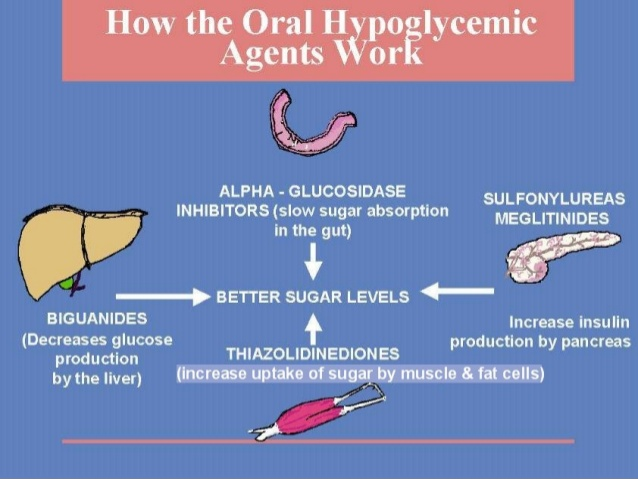 How the Oral Hypoglycemic
Agents Work
ALPHA - GLUCOSIDASE
INHIBITORS (slow sugar absorption
in the gut)
SULFONYLUREAS
MEGLITINIDES
BETTER SUGAR LEVELS
BIGUANIDES
(Decreases glucose
production
by the liver)
Increase insulin
production by pancreas
THIAZOLIDINEDIONES
(increase uptake of sugar by muscle & fat cells)